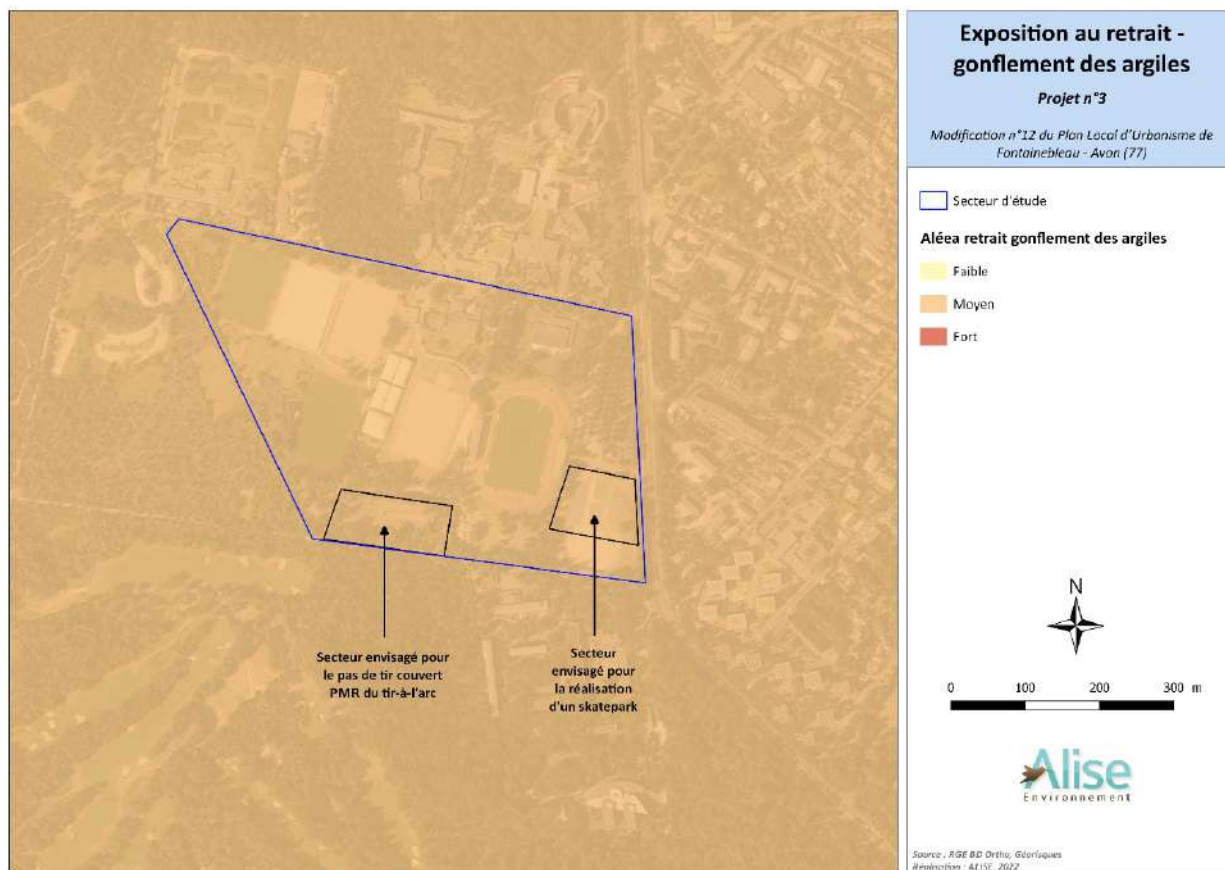 Exposition au retrait -
gonflement des argiles
Projet n°3
Modification n°12 du Plan Local d'Urbanisme de
Fontainebleau - Avon (77)
Secteur d'étude
Aléea retrait gonflement des argiles
Faible
Moyen
Fort
Secteur envisagé pour
le pas de tir couvert
PMR du tir-à-l'arc
Secteur
envisagé pour
la réalisation
d'un skatepark
N
0 100 200 300 m
Alise
Environnement
Source : RGE BD Ortho, Géorisques
Réalisation : ALISE, 2022